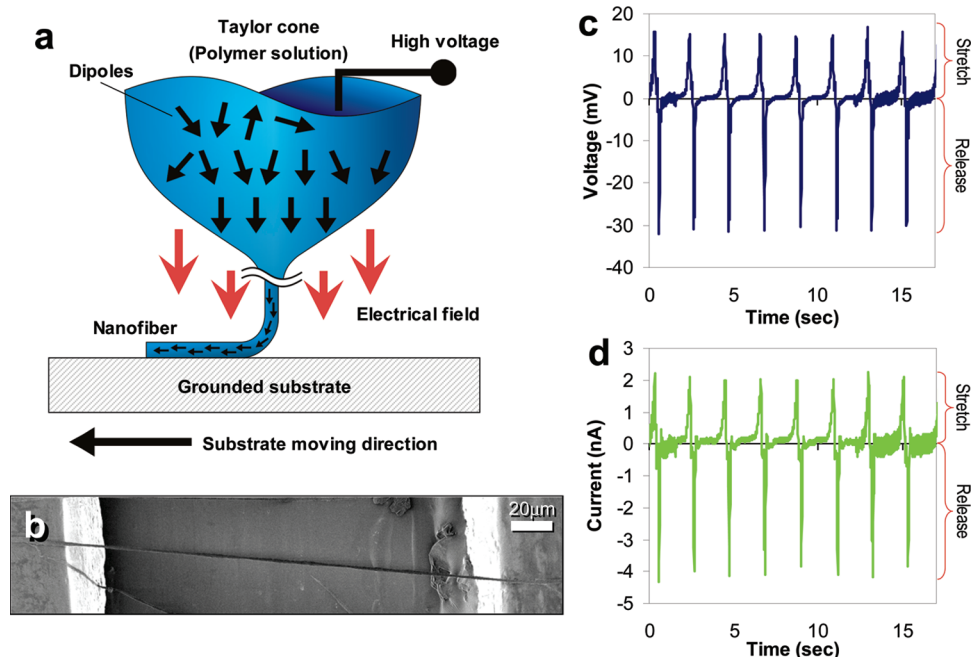 a
Taylor cone
(Polymer solution)
High voltage
Dipoles
Nanofiber
Electrical field
Grounded substrate
Substrate moving direction
b
20µm
c
20
10
0
-10
-20
-30
-40
Voltage (mV)
0
5
10
15
Time (sec)
Stretch
Release
d
3
2
1
0
-1
-2
-3
-4
-5
Current (nA)
0
5
10
15
Time (sec)
Stretch
Release